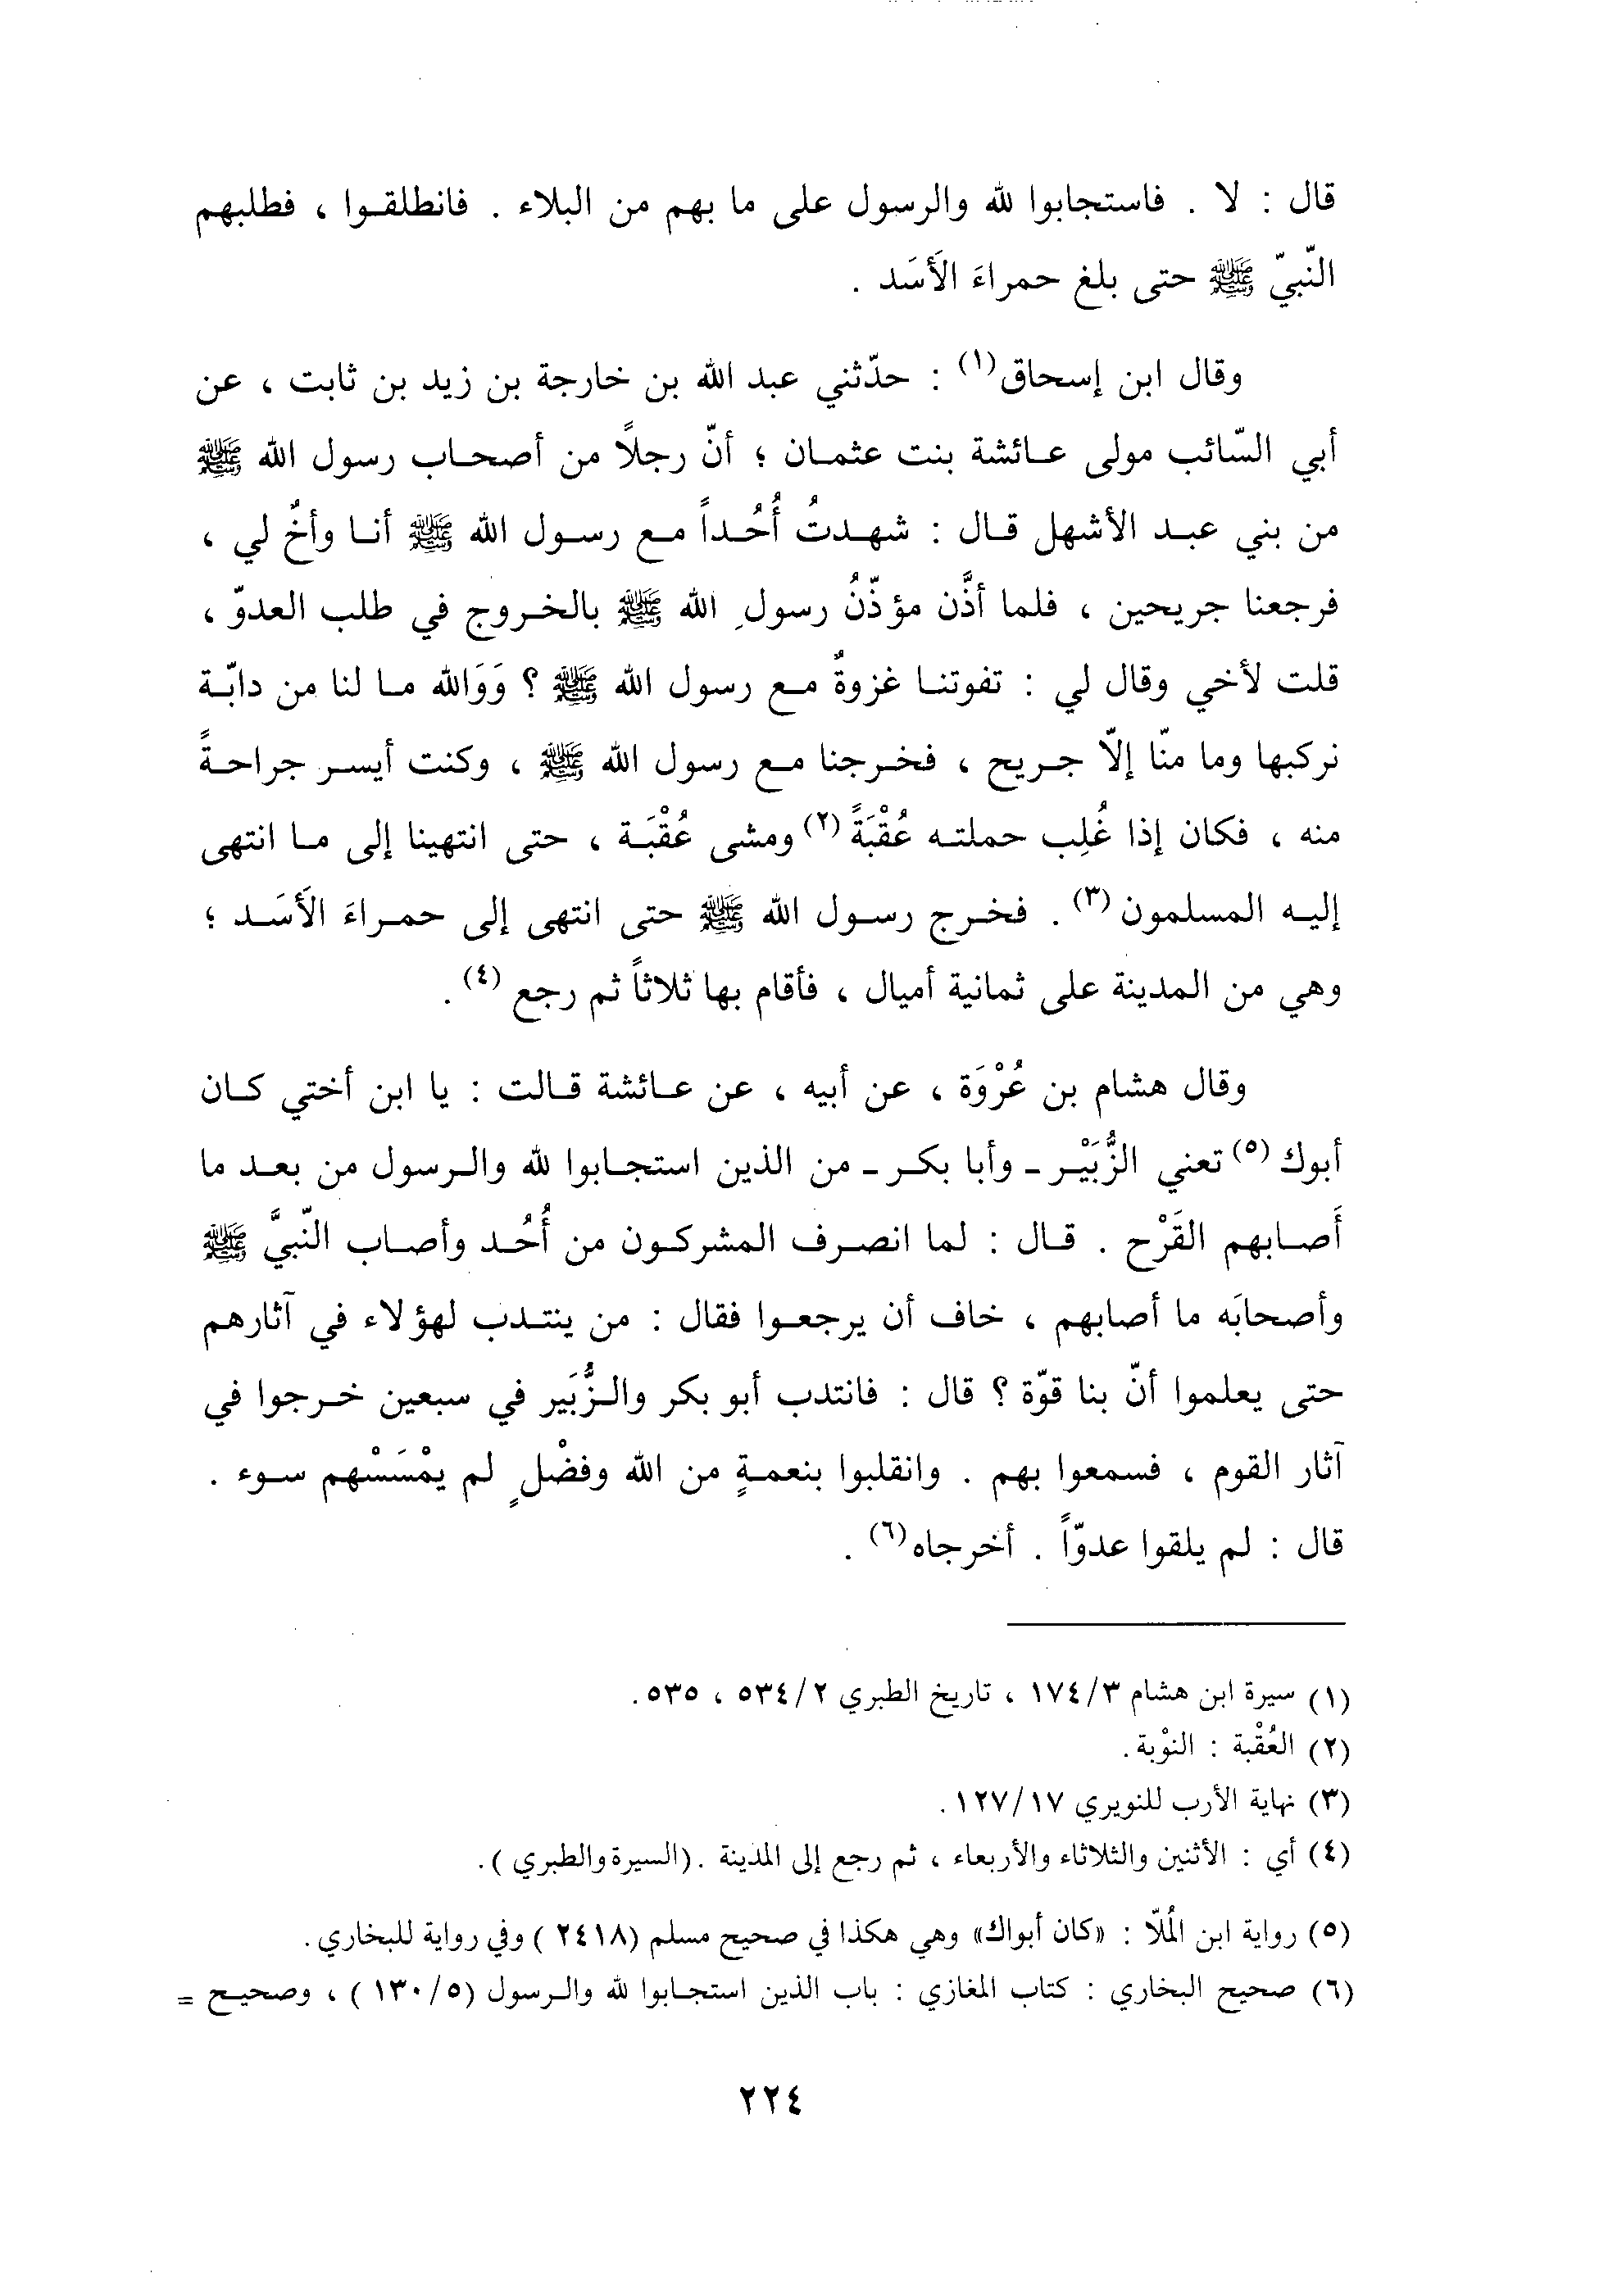 قال : لا . فاستجابوا لله والرسول على ما بهم من البلاء . فانطلقوا ، فطلبهم
النّبيّ ﷺ حتى بلغ حمراءَ الأَسَد .
وقال ابن إسحاق(١) : حدّثني عبد الله بن خارجة بن زيد بن ثابت ، عن
أبي السّائب مولى عائشة بنت عثمان ؛ أنّ رجلاً من أصحاب رسول الله ﷺ
من بني عبد الأشهل قال : شهدتُ أُحُداً مع رسول الله ﷺ أنا وأخٌ لي ،
فرجعنا جريحين ، فلما أذَّن مؤذّنُ رسولِ الله ﷺ بالخروج في طلب العدوّ ،
قلت لأخي وقال لي : تفوتنا غزوةٌ مع رسول الله ﷺ ؟ وَوَالله ما لنا من دابّة
نركبها وما منّا إلّا جريح ، فخرجنا مع رسول الله ﷺ ، وكنت أيسر جراحةً
منه ، فكان إذا غُلِب حملته عُقْبَةً(٢) ومشى عُقْبَة ، حتى انتهينا إلى ما انتهى
إليه المسلمون(٣) . فخرج رسول الله ﷺ حتى انتهى إلى حمراءَ الأَسَد ؛
وهي من المدينة على ثمانية أميال ، فأقام بها ثلاثاً ثم رجع (٤) .
وقال هشام بن عُرْوَة ، عن أبيه ، عن عائشة قالت : يا ابن أختي كان
أبوك (٥) تعني الزُّبَيْر ـ وأبا بكر ـ من الذين استجابوا لله والرسول من بعد ما
أَصابهم القَرْح . قال : لما انصرف المشركون من أُحُد وأصاب النّبيَّ ﷺ
وأصحابَه ما أصابهم ، خاف أن يرجعوا فقال : من ينتدب لهؤلاء في آثارهم
حتى يعلموا أنّ بنا قوّة ؟ قال : فانتدب أبو بكر والزُّبَير في سبعين خرجوا في
آثار القوم ، فسمعوا بهم . وانقلبوا بنعمةٍ من الله وفضْلٍ لم يمْسَسْهم سوء .
قال : لم يلقوا عدوّاً . أخرجاه(٦) .
(١) سيرة ابن هشام ١٧٤/٣ ، تاريخ الطبري ٥٣٤/٢ ، ٥٣٥.
(٢) العُقْبة : النوْبة.
(٣) نهاية الأرب للنويري ١٢٧/١٧.
(٤) أي : الأثنين والثلاثاء والأربعاء ، ثم رجع إلى المدينة .(السيرة والطبري ).
(٥) رواية ابن المُلّا : «كان أبواك» وهي هكذا في صحيح مسلم (٢٤١٨ ) وفي رواية للبخاري.
(٦) صحيح البخاري : كتاب المغازي : باب الذين استجابوا لله والرسول (١٣٠/٥ ) ، وصحيح =
٢٢٤